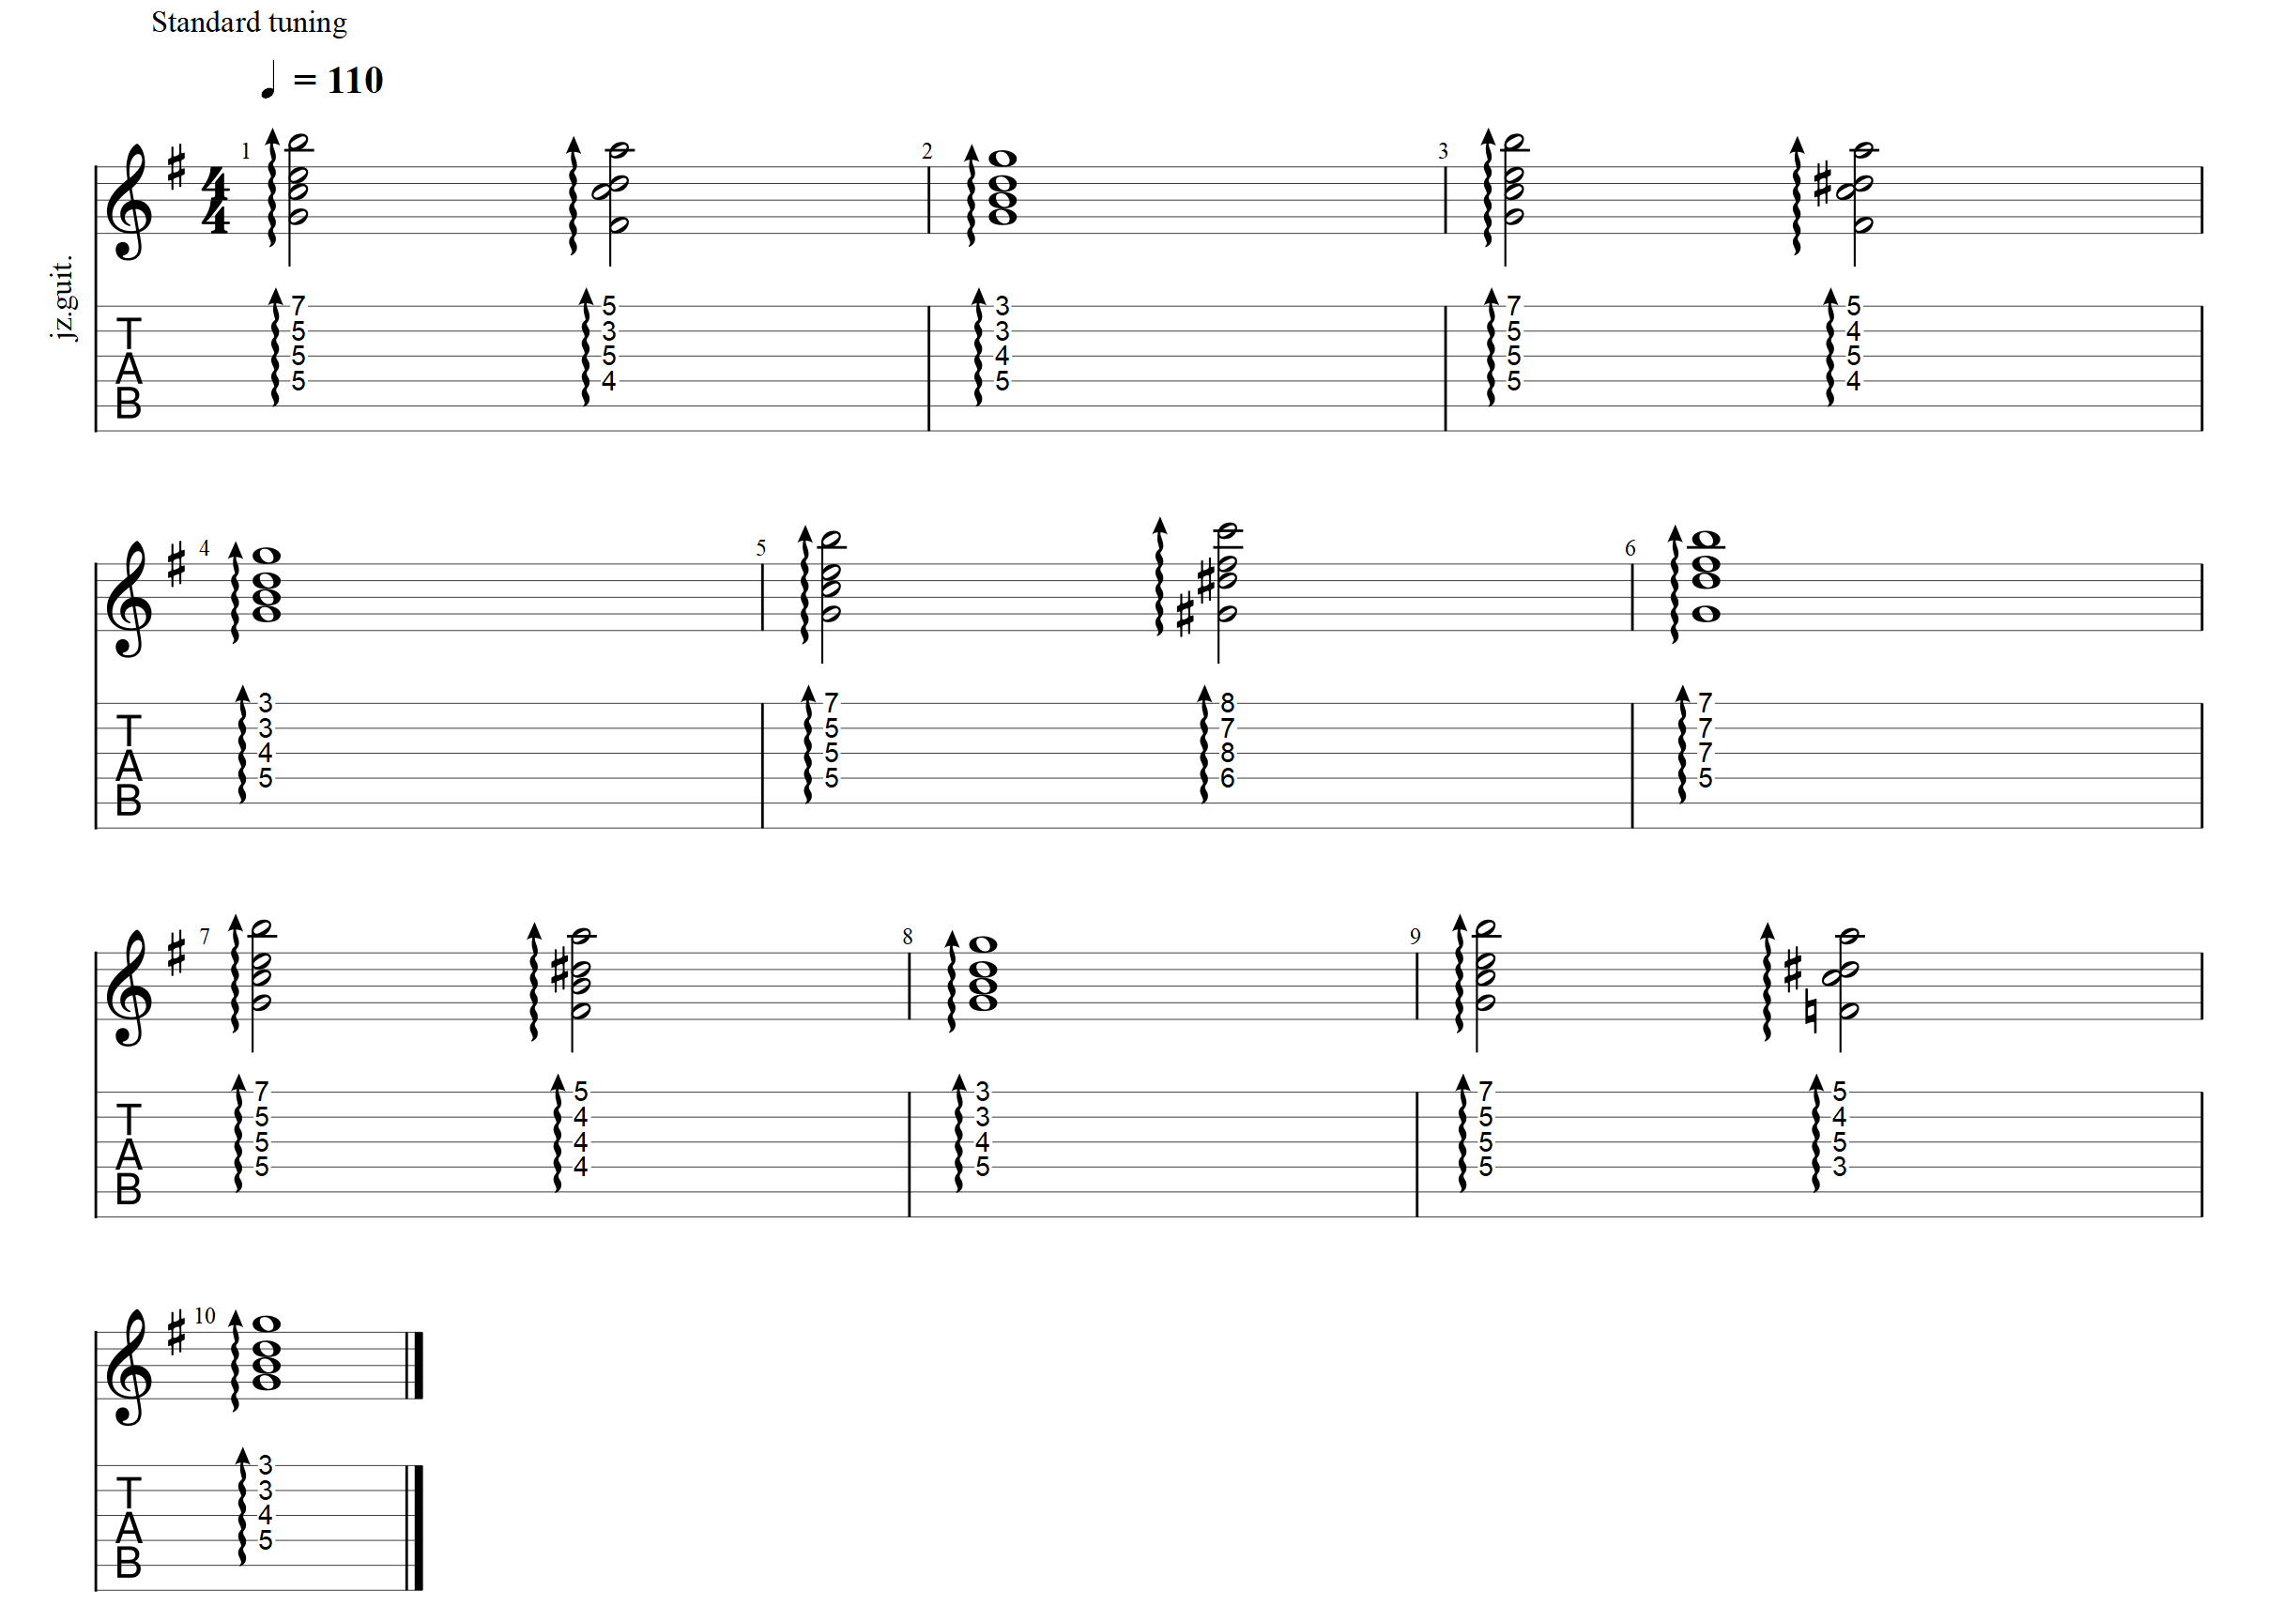 Standard tuning
= 110
1 2 3
4
4
jz.guit.
T
A
B
7 5 3 7 5
5 3 3 5 4
5 5 4 5 5
5 4 5 5 4
4 5 6
T
A
B
3 7 8 7
3 5 7 7
4 5 8 7
5 5 6 5
7 8 9
T
A
B
7 5 3 7 5
5 4 3 5 4
5 4 4 5 5
5 4 5 5 3
10
T
A
B
3
3
4
5